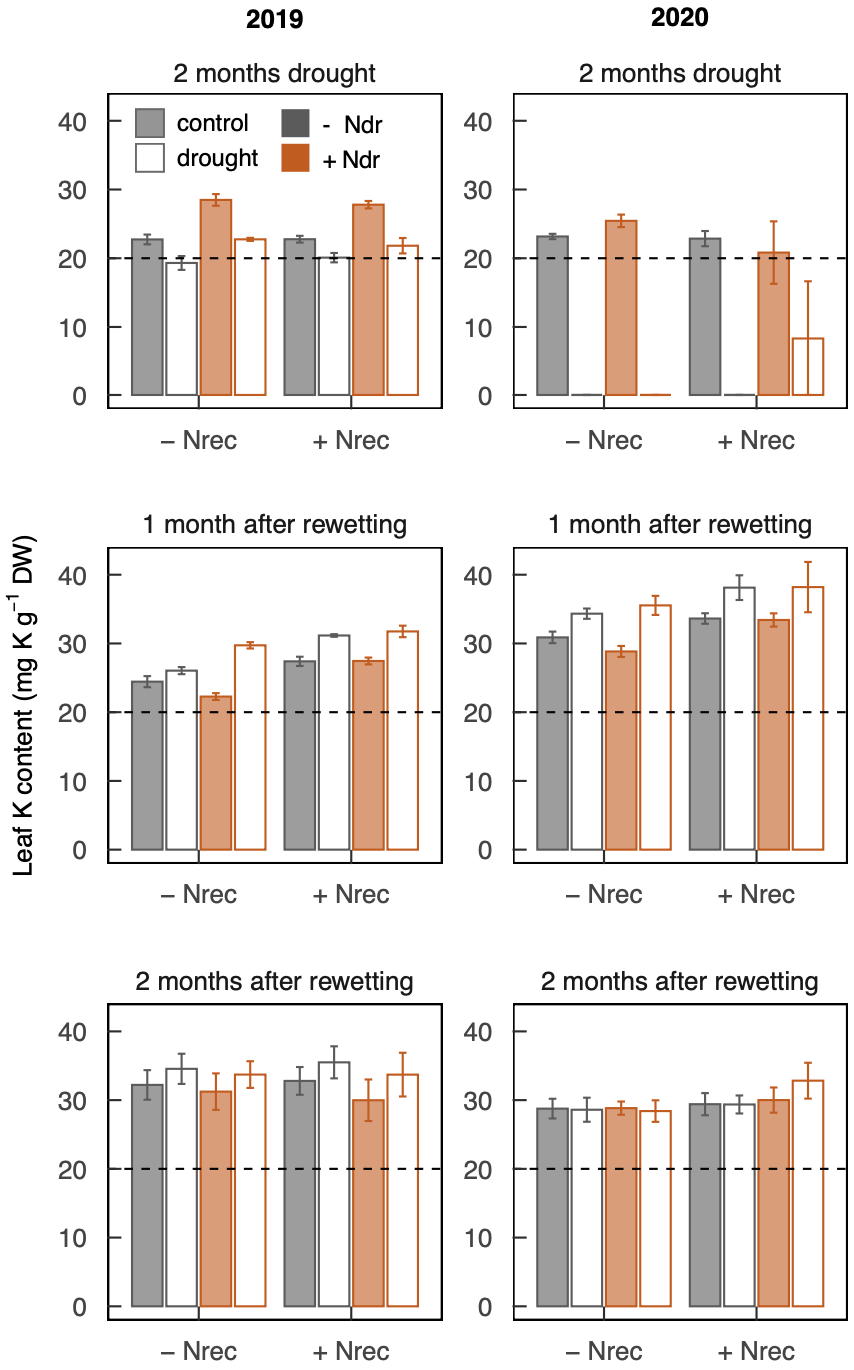 2019
2020
2 months drought
2 months drought
40
30
20
10
0
control
drought
- Ndr
+ Ndr
– Nrec
+ Nrec
40
30
20
10
0
– Nrec
+ Nrec
Leaf K content (mg K g⁻¹ DW)
1 month after rewetting
1 month after rewetting
40
30
20
10
0
– Nrec
+ Nrec
40
30
20
10
0
– Nrec
+ Nrec
2 months after rewetting
2 months after rewetting
40
30
20
10
0
– Nrec
+ Nrec
40
30
20
10
0
– Nrec
+ Nrec